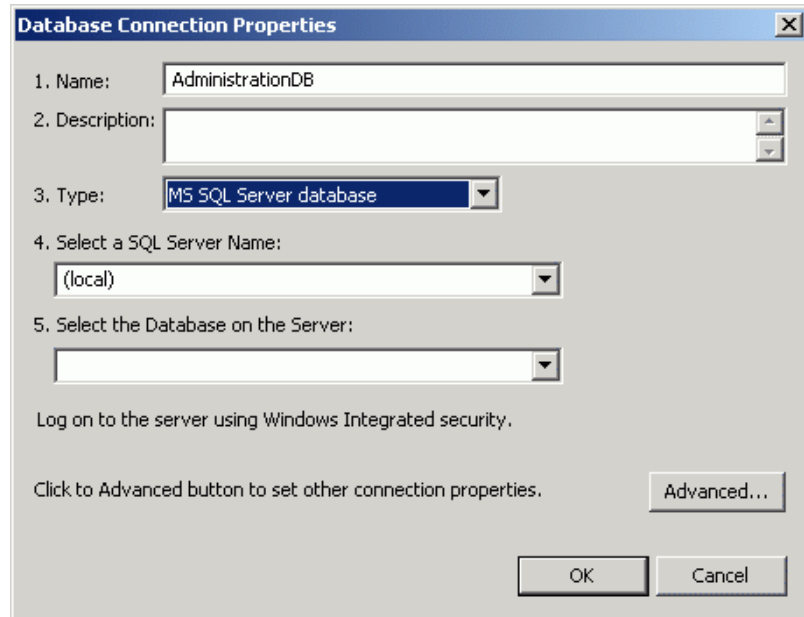 Database Connection Properties
1. Name: AdministrationDB
2. Description:
3. Type: MS SQL Server database
4. Select a SQL Server Name:
(local)
5. Select the Database on the Server:
Log on to the server using Windows Integrated security.
Click to Advanced button to set other connection properties. Advanced...
OK Cancel